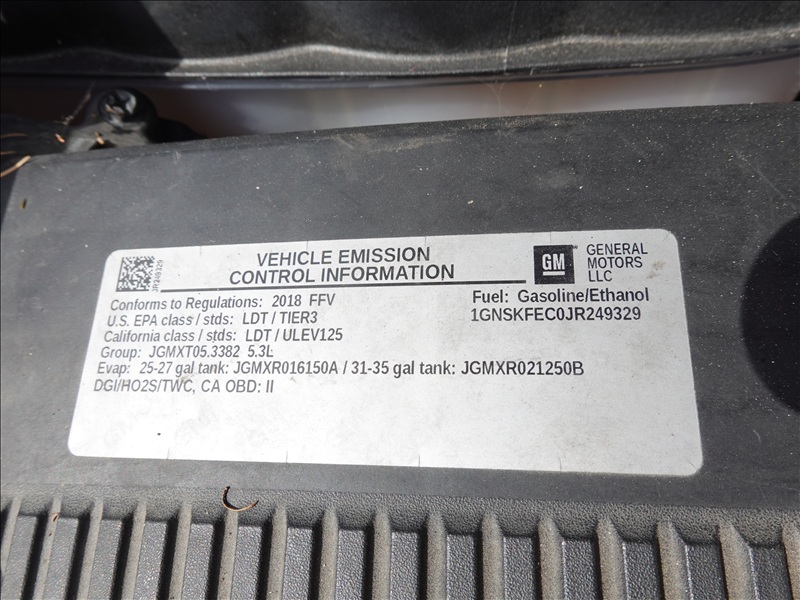 JR249329
VEHICLE EMISSION
CONTROL INFORMATION
GM
GENERAL
MOTORS
LLC
Conforms to Regulations: 2018 FFV
U.S. EPA class / stds: LDT / TIER3
California class / stds: LDT / ULEV125
Group: JGMXT05.3382 5.3L
Evap: 25-27 gal tank: JGMXR016150A / 31-35 gal tank: JGMXR021250B
DGI/HO2S/TWC, CA OBD: II
Fuel: Gasoline/Ethanol
1GNSKFEC0JR249329